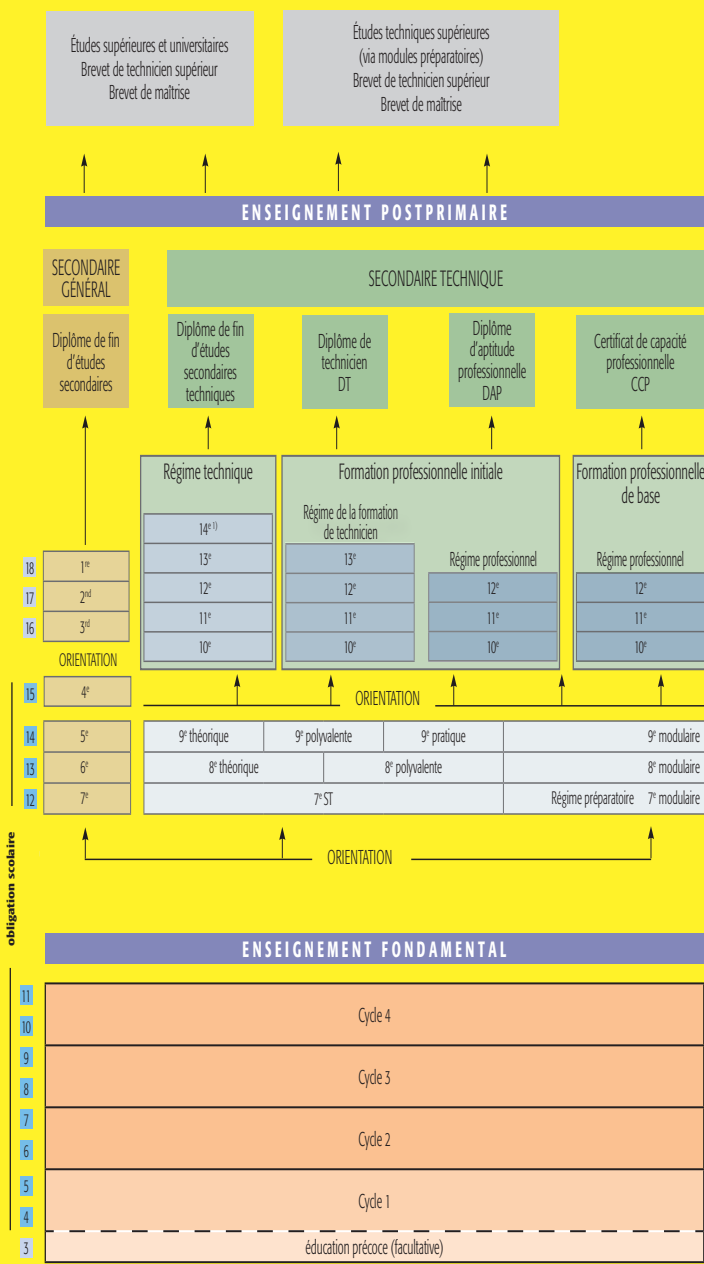 Études supérieures et universitaires
Brevet de technicien supérieur
Brevet de maîtrise
Études techniques supérieures
(via modules préparatoires)
Brevet de technicien supérieur
Brevet de maîtrise
ENSEIGNEMENT POSTPRIMAIRE
SECONDAIRE
GÉNÉRAL
SECONDAIRE TECHNIQUE
Diplôme de fin
d'études
secondaires
Diplôme de fin
d'études
secondaires
techniques
Diplôme de
technicien
DT
Diplôme
d'aptitude
professionnelle
DAP
Certificat de capacité
professionnelle
CCP
Régime technique
Formation professionnelle initiale
Formation professionnelle
de base
Régime de la formation
de technicien
14e 1)
18
1re
13e
13e
Régime professionnel
Régime professionnel
17
2nd
12e
12e
12e
12e
16
3rd
11e
11e
11e
11e
10e
10e
10e
10e
ORIENTATION
15
4e
ORIENTATION
14
5e
9e théorique
9e polyvalente
9e pratique
9e modulaire
13
6e
8e théorique
8e polyvalente
8e modulaire
12
7e
7e ST
Régime préparatoire
7e modulaire
ORIENTATION
obligation scolaire
ENSEIGNEMENT FONDAMENTAL
11
10
Cycle 4
9
8
Cycle 3
7
6
Cycle 2
5
4
Cycle 1
3
éducation précoce (facultative)